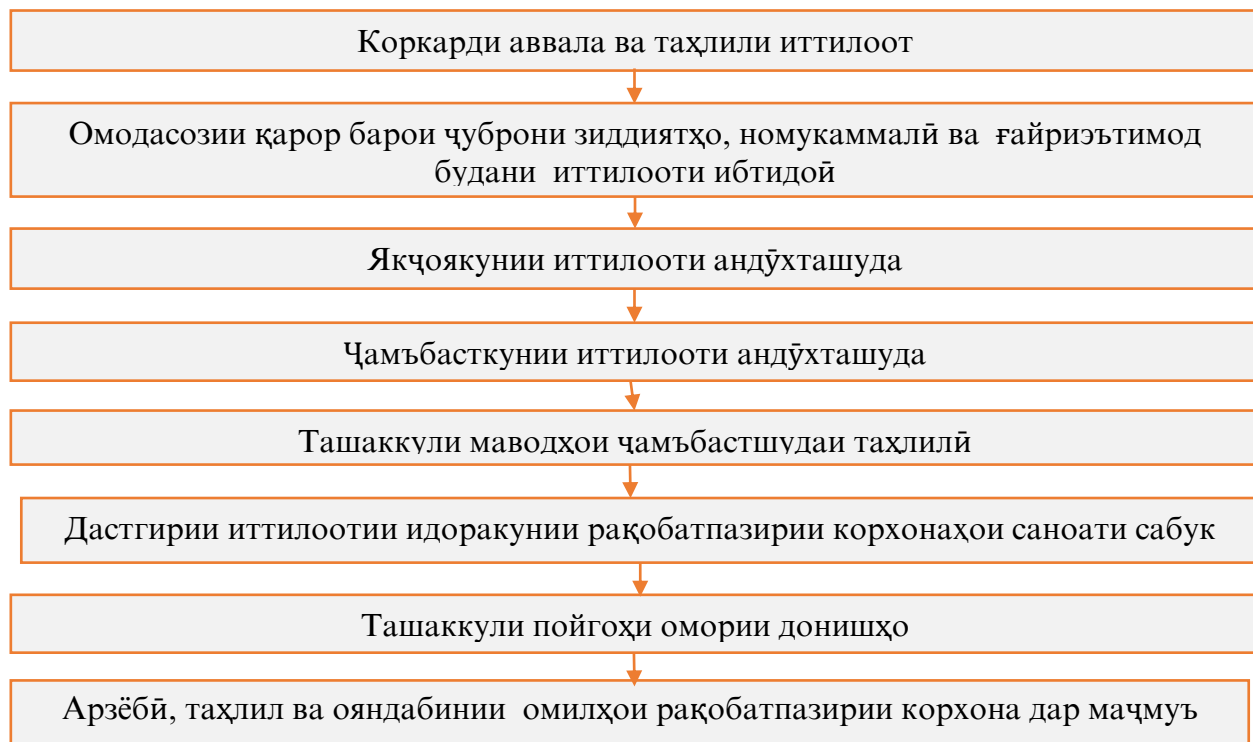 Коркарди аввала ва таҳлили иттилоот
Омодасозии қарор барои ҷуброни зиддиятҳо, номукаммалӣ ва ғайриэътимод
будани иттилооти ибтидоӣ
Якҷоякунии иттилооти андӯхташуда
Ҷамъбасткунии иттилооти андӯхташуда
Ташаккули маводҳои ҷамъбастшудаи таҳлилӣ
Дастгирии иттилоотии идоракунии рақобатпазирии корхонаҳои саноати сабук
Ташаккули пойгоҳи омории донишҳо
Арзёбӣ, таҳлил ва ояндабинии омилҳои рақобатпазирии корхона дар маҷмуъ